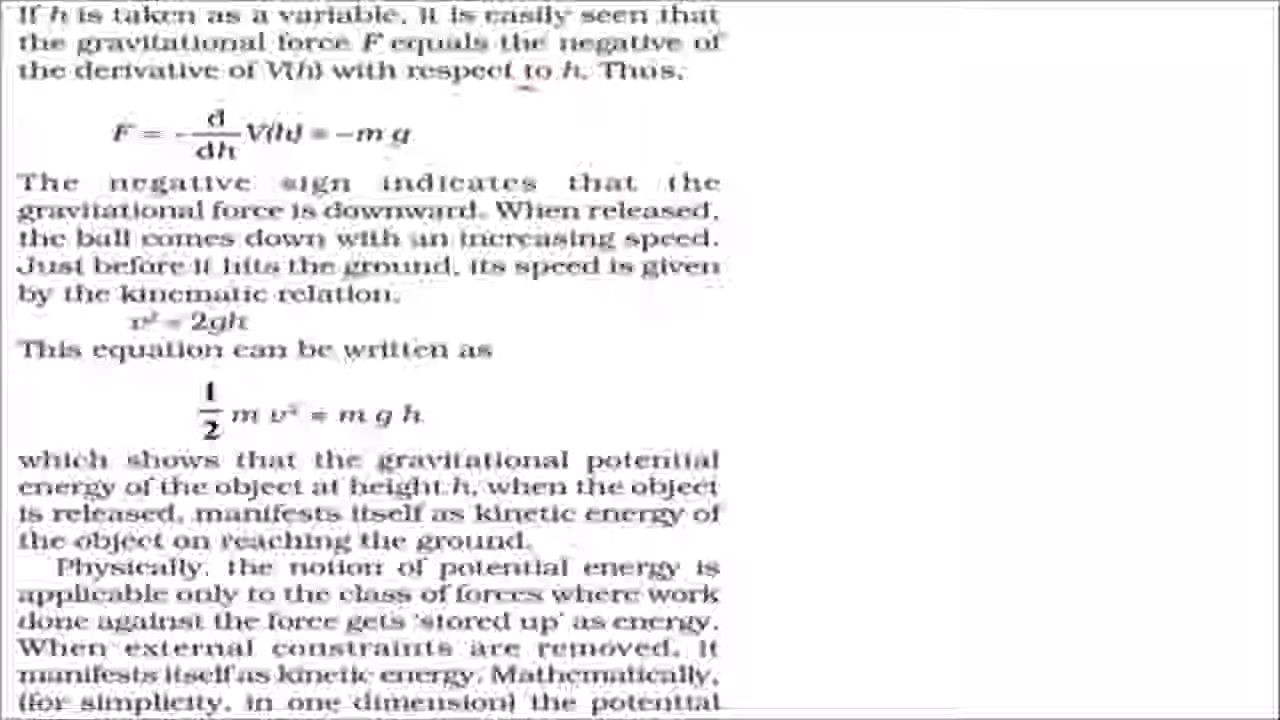 If h is taken as a variable, it is easily seen that
the gravitational force F equals the negative of
the derivative of V(h) with respect to h. Thus,
F = - d/dh V(h) = -m g
The negative sign indicates that the
gravitational force is downward. When released,
the ball comes down with an increasing speed.
Just before it hits the ground, its speed is given
by the kinematic relation,
v² = 2gh
This equation can be written as
1/2 m v² = m g h
which shows that the gravitational potential
energy of the object at height h, when the object
is released, manifests itself as kinetic energy of
the object on reaching the ground.
Physically, the notion of potential energy is
applicable only to the class of forces where work
done against the force gets 'stored up' as energy.
When external constraints are removed, it
manifests itself as kinetic energy. Mathematically,
(for simplicity, in one dimension) the potential